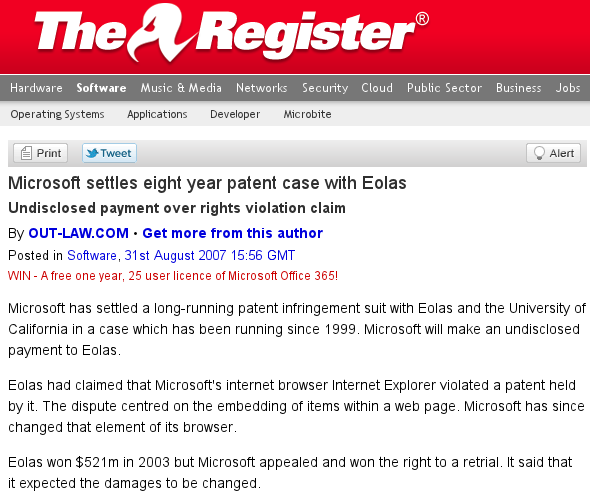 The Register®
Hardware Software Music & Media Networks Security Cloud Public Sector Business Jobs
Operating Systems Applications Developer Microbite
Print Tweet Alert
Microsoft settles eight year patent case with Eolas
Undisclosed payment over rights violation claim
By OUT-LAW.COM • Get more from this author
Posted in Software, 31st August 2007 15:56 GMT
WIN - A free one year, 25 user licence of Microsoft Office 365!
Microsoft has settled a long-running patent infringement suit with Eolas and the University of
California in a case which has been running since 1999. Microsoft will make an undisclosed
payment to Eolas.
Eolas had claimed that Microsoft's internet browser Internet Explorer violated a patent held
by it. The dispute centred on the embedding of items within a web page. Microsoft has since
changed that element of its browser.
Eolas won $521m in 2003 but Microsoft appealed and won the right to a retrial. It said that
it expected the damages to be changed.